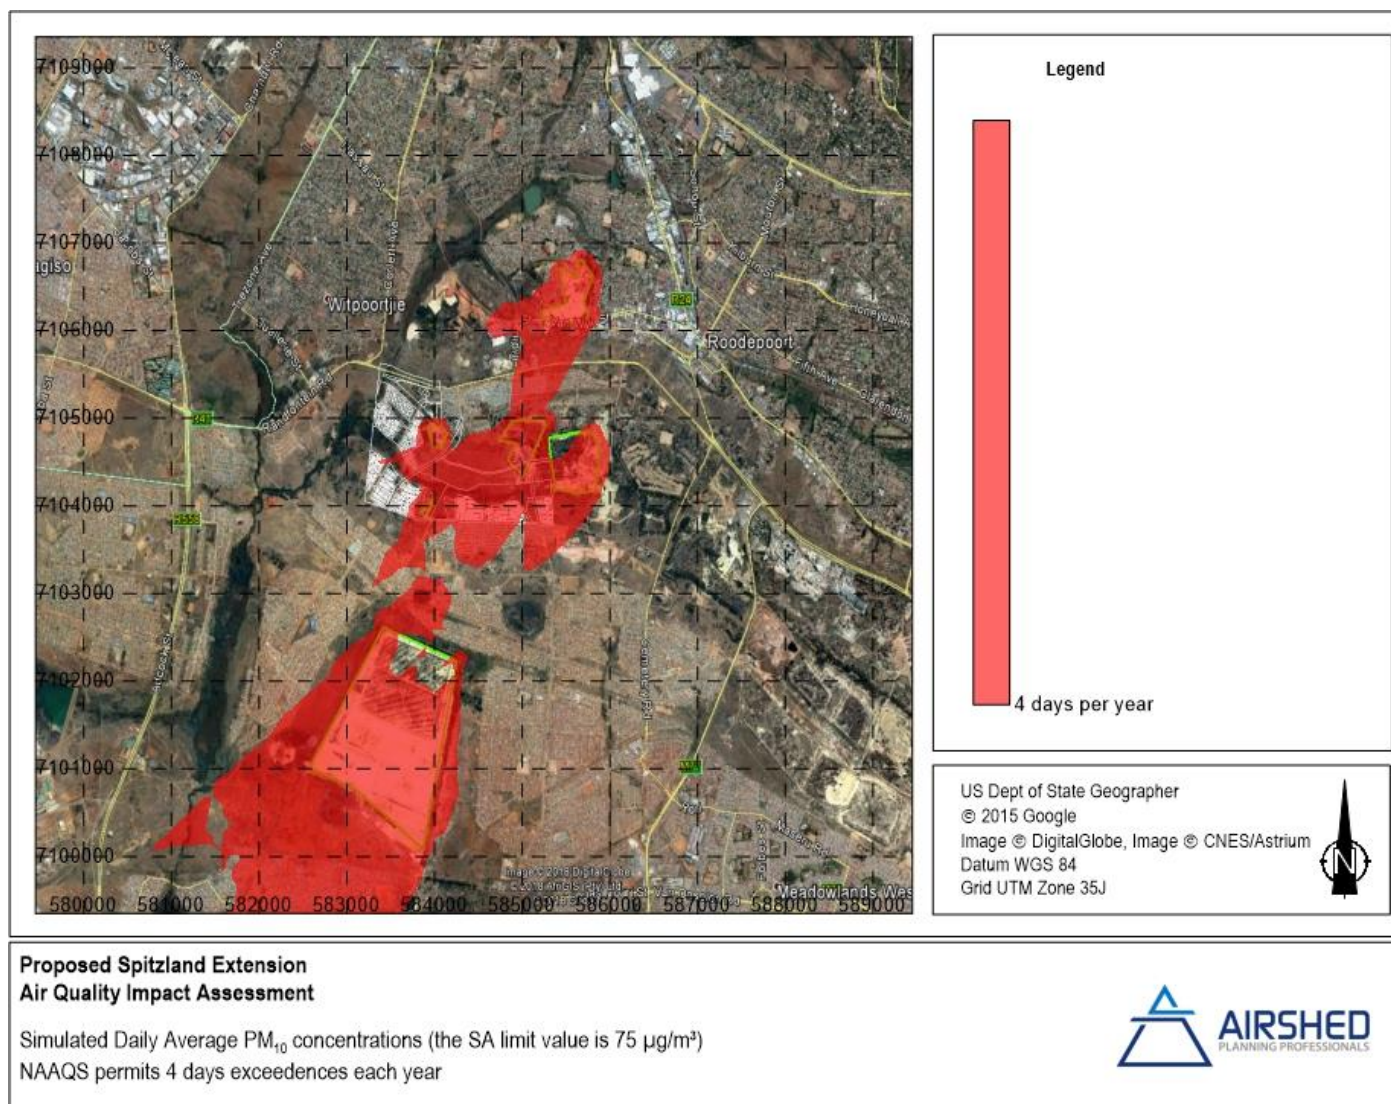 7109000
7108000
7107000
7106000
7105000
7104000
7103000
7102000
7101000
7100000
580000 581000 582000 583000 584000 585000 586000 587000 588000 589000
Witpoortjie
Roodepoort
Fifth Ave
Main Reef
Meadowlands Wes
Legend
4 days per year
US Dept of State Geographer
© 2015 Google
Image © DigitalGlobe, Image © CNES/Astrium
Datum WGS 84
Grid UTM Zone 35J
N
Proposed Spitzland Extension
Air Quality Impact Assessment
Simulated Daily Average PM₁₀ concentrations (the SA limit value is 75 µg/m³)
NAAQS permits 4 days exceedences each year
AIRSHED
PLANNING PROFESSIONALS